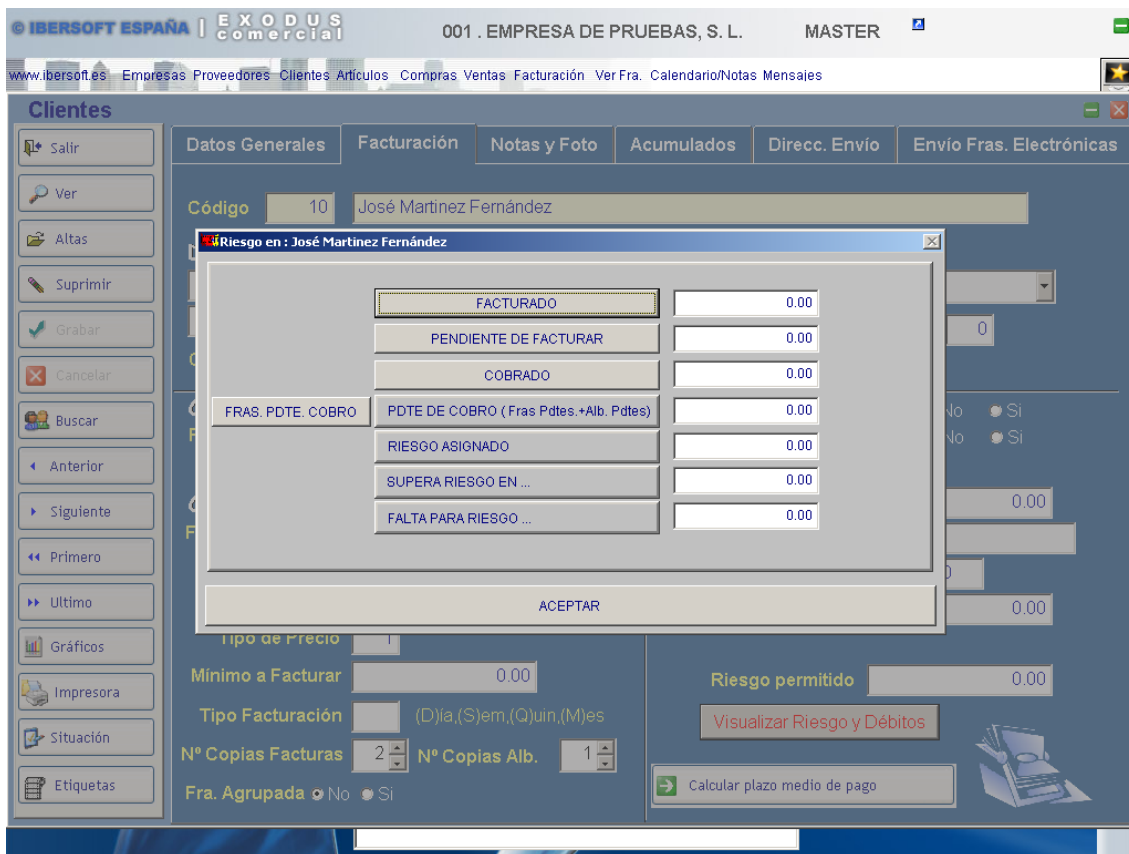 © IBERSOFT ESPAÑA | EXODUS comercial 001 . EMPRESA DE PRUEBAS, S. L. MASTER
www.ibersoft.es Empresas Proveedores Clientes Artículos Compras Ventas Facturación Ver Fra. Calendario/Notas Mensajes
Clientes
Salir
Ver
Altas
Suprimir
Grabar
Cancelar
Buscar
Anterior
Siguiente
Primero
Ultimo
Gráficos
Impresora
Situación
Etiquetas
Datos Generales Facturación Notas y Foto Acumulados Direcc. Envío Envío Fras. Electrónicas
Código 10 José Martinez Fernández
Riesgo en : José Martinez Fernández
FACTURADO 0.00
PENDIENTE DE FACTURAR 0.00
COBRADO 0.00
FRAS. PDTE. COBRO PDTE DE COBRO ( Fras Pdtes.+Alb. Pdtes) 0.00
RIESGO ASIGNADO 0.00
SUPERA RIESGO EN ... 0.00
FALTA PARA RIESGO ... 0.00
ACEPTAR
0
No Si
No Si
0.00
0.00
Tipo de Precio 1
Mínimo a Facturar 0.00
Tipo Facturación (D)ía,(S)em,(Q)uin,(M)es
Nº Copias Facturas 2 Nº Copias Alb. 1
Fra. Agrupada No Si
Riesgo permitido 0.00
Visualizar Riesgo y Débitos
Calcular plazo medio de pago